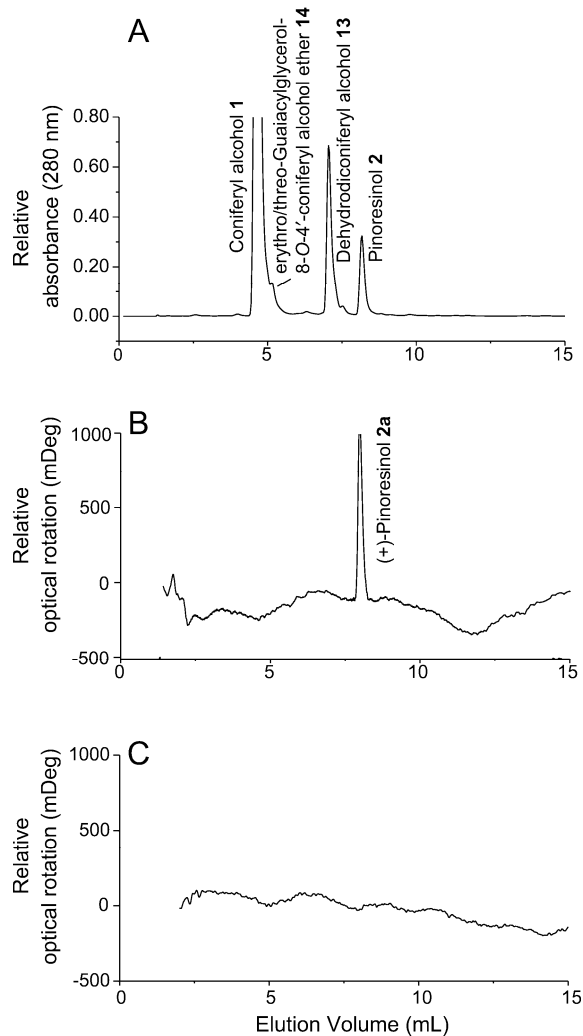 A
Relative
absorbance (280 nm)
0.80
0.60
0.40
0.20
0.00
Coniferyl alcohol 1
erythro/threo-Guaiacylglycerol-
8-O-4′-coniferyl alcohol ether 14
Dehydrodiconiferyl alcohol 13
Pinoresinol 2
0
5
10
15
B
Relative
optical rotation (mDeg)
1000
500
0
-500
(+)-Pinoresinol 2a
0
5
10
15
C
Relative
optical rotation (mDeg)
1000
500
0
-500
0
5
10
15
Elution Volume (mL)